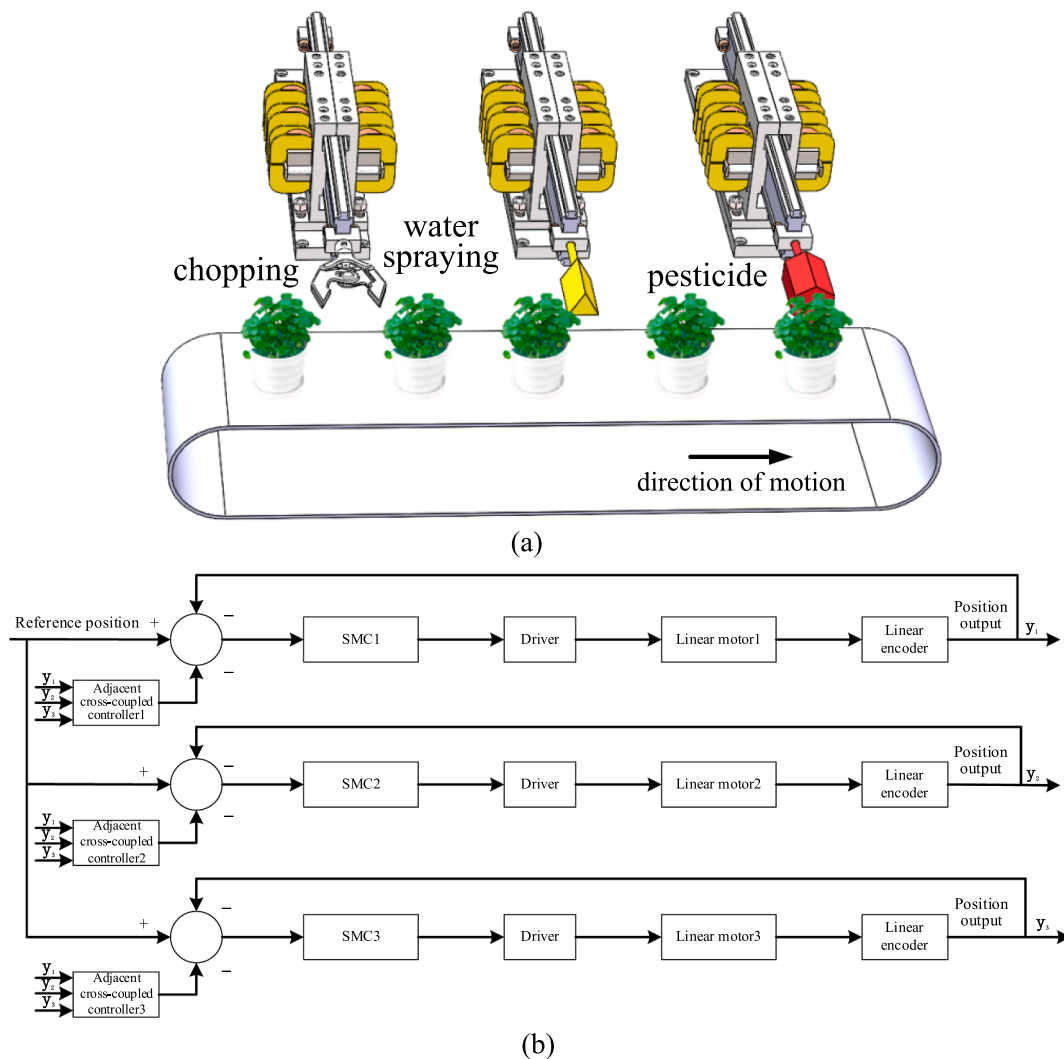 chopping
water
spraying
pesticide
direction of motion
(a)
Reference position
+
−
−
SMC1
Driver
Linear motor1
Linear
encoder
Position
output
y₁
y₁
y₂
y₃
Adjacent
cross-coupled
controller1
+
−
−
SMC2
Driver
Linear motor2
Linear
encoder
Position
output
y₂
y₁
y₂
y₃
Adjacent
cross-coupled
controller2
+
−
−
SMC3
Driver
Linear motor3
Linear
encoder
Position
output
y₃
y₁
y₂
y₃
Adjacent
cross-coupled
controller3
(b)